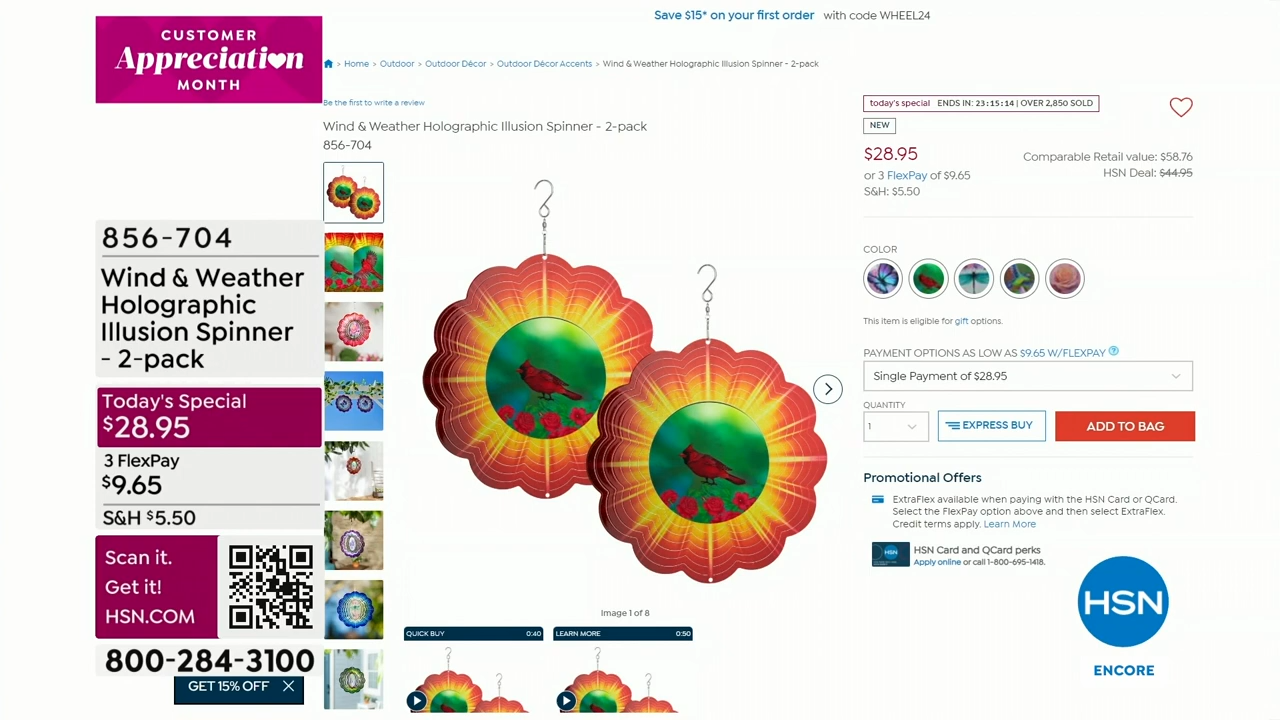 CUSTOMER
Appreciation
MONTH
856-704
Wind & Weather
Holographic
Illusion Spinner
- 2-pack
Today's Special
$28.95
3 FlexPay
$9.65
S&H $5.50
Scan it.
Get it!
HSN.COM
800-284-3100
GET 15% OFF
Save $15* on your first order with code WHEEL24
> Home > Outdoor > Outdoor Décor > Outdoor Décor Accents > Wind & Weather Holographic Illusion Spinner - 2-pack
Be the first to write a review
Wind & Weather Holographic Illusion Spinner - 2-pack
856-704
Image 1 of 8
QUICK BUY 0:40
LEARN MORE 0:50
today's special ENDS IN: 23:15:14 | OVER 2,850 SOLD
NEW
$28.95
Comparable Retail value: $58.76
or 3 FlexPay of $9.65
HSN Deal: $44.95
S&H: $5.50
COLOR
This item is eligible for gift options.
PAYMENT OPTIONS AS LOW AS $9.65 W/FLEXPAY ?
Single Payment of $28.95
QUANTITY
1
EXPRESS BUY
ADD TO BAG
Promotional Offers
ExtraFlex available when paying with the HSN Card or QCard.
Select the FlexPay option above and then select ExtraFlex.
Credit terms apply. Learn More
HSN
HSN Card and QCard perks
Apply online or call 1-800-695-1418.
HSN
ENCORE